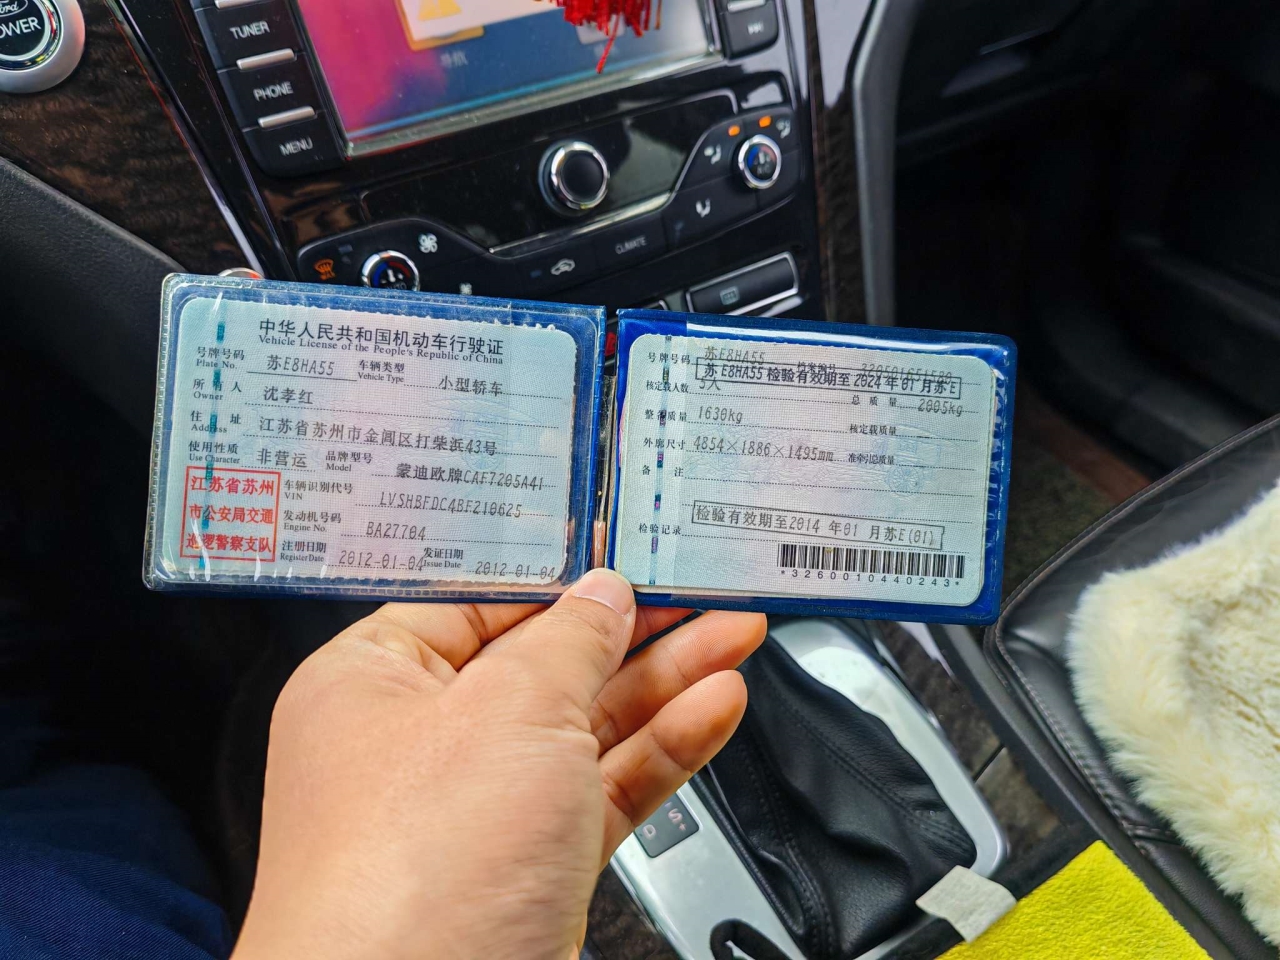 Ford
POWER
TUNER
PHONE
MENU
CLIMATE
中华人民共和国机动车行驶证
Vehicle License of the People's Republic of China
号牌号码 苏E8HA55 车辆类型 小型轿车
Plate No. Vehicle Type
所有人 沈孝红
Owner
住址 江苏省苏州市金阊区打柴浜43号
Address
使用性质 非营运 品牌型号 蒙迪欧牌CAF7205A41
Use Character Model
江苏省苏州
市公安局交通
巡逻警察支队
车辆识别代号 LVSHBFDC4BF210625
VIN
发动机号码 BA27704
Engine No.
注册日期 2012-01-04 发证日期 2012-01-04
Register Date Issue Date
号牌号码 苏E8HA55
苏E8HA55 检验有效期至2024年01月苏E
核定载人数 5人 总质量 2005kg
整备质量 1630kg 核定载质量
外廓尺寸 4854×1886×1495mm 准牵引总质量
备注
检验有效期至2014年01月苏E(01)
检验记录
*3260010440243*
D
S